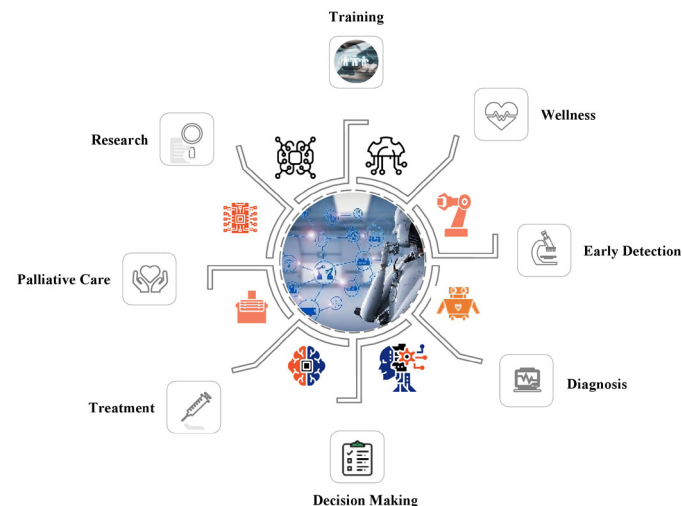 Training
Wellness
Research
Early Detection
Palliative Care
Diagnosis
Treatment
Decision Making